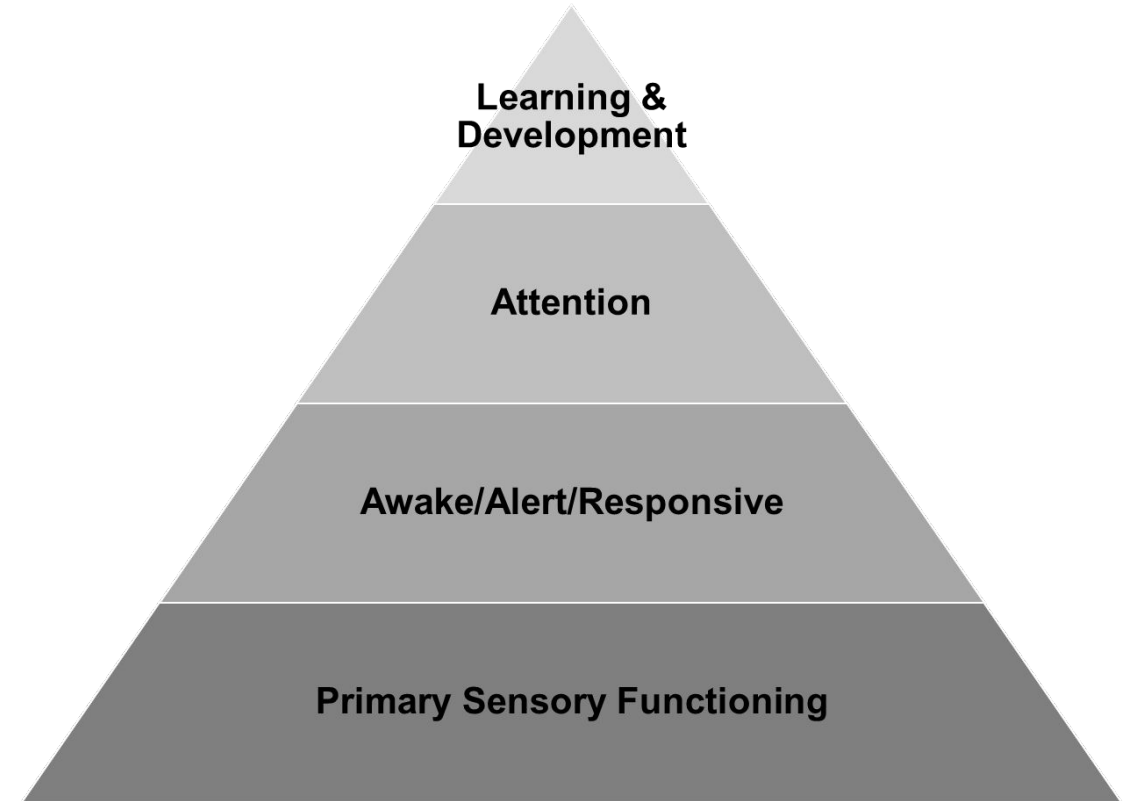 Learning &
Development
Attention
Awake/Alert/Responsive
Primary Sensory Functioning